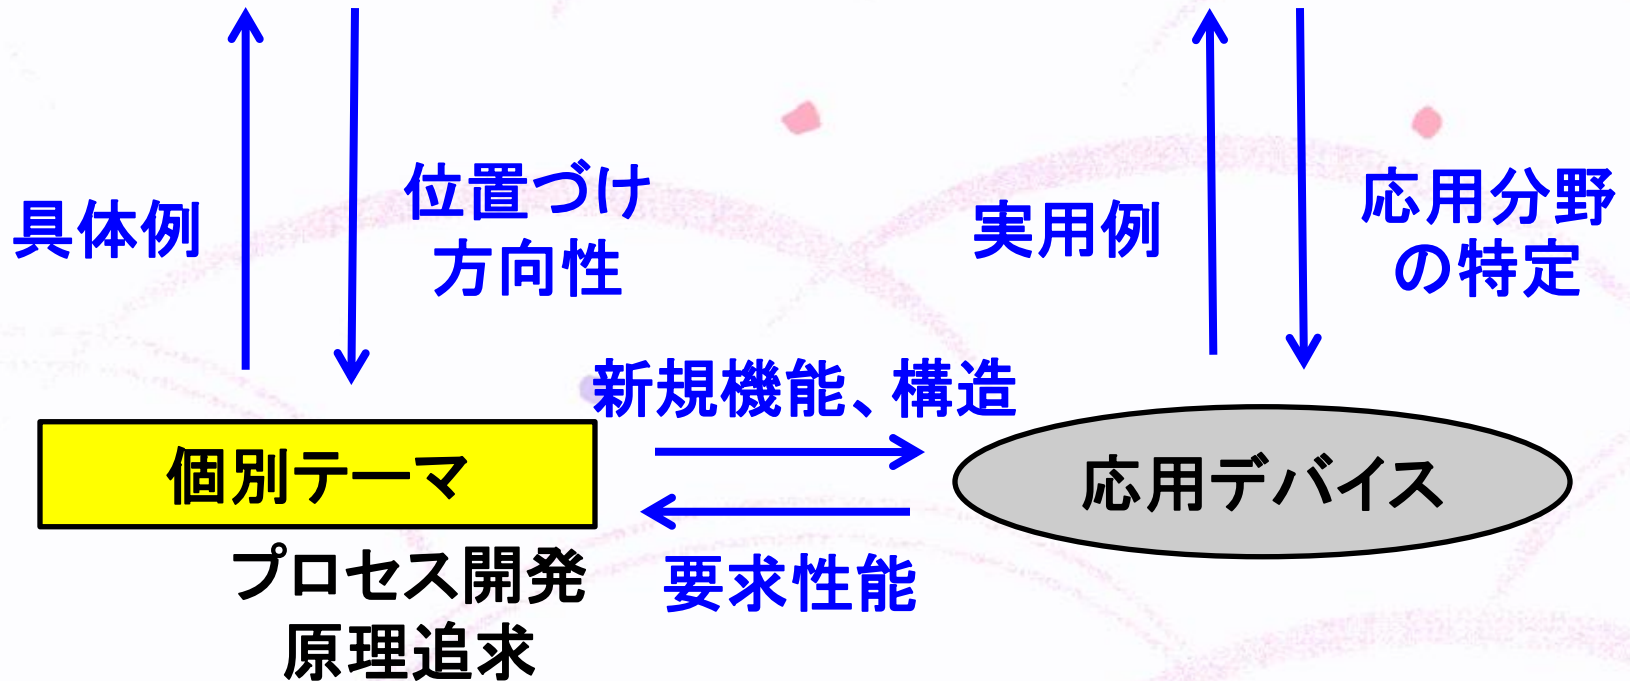 具体例
位置づけ
方向性
実用例
応用分野
の特定
新規機能、構造
個別テーマ
応用デバイス
要求性能
プロセス開発
原理追求